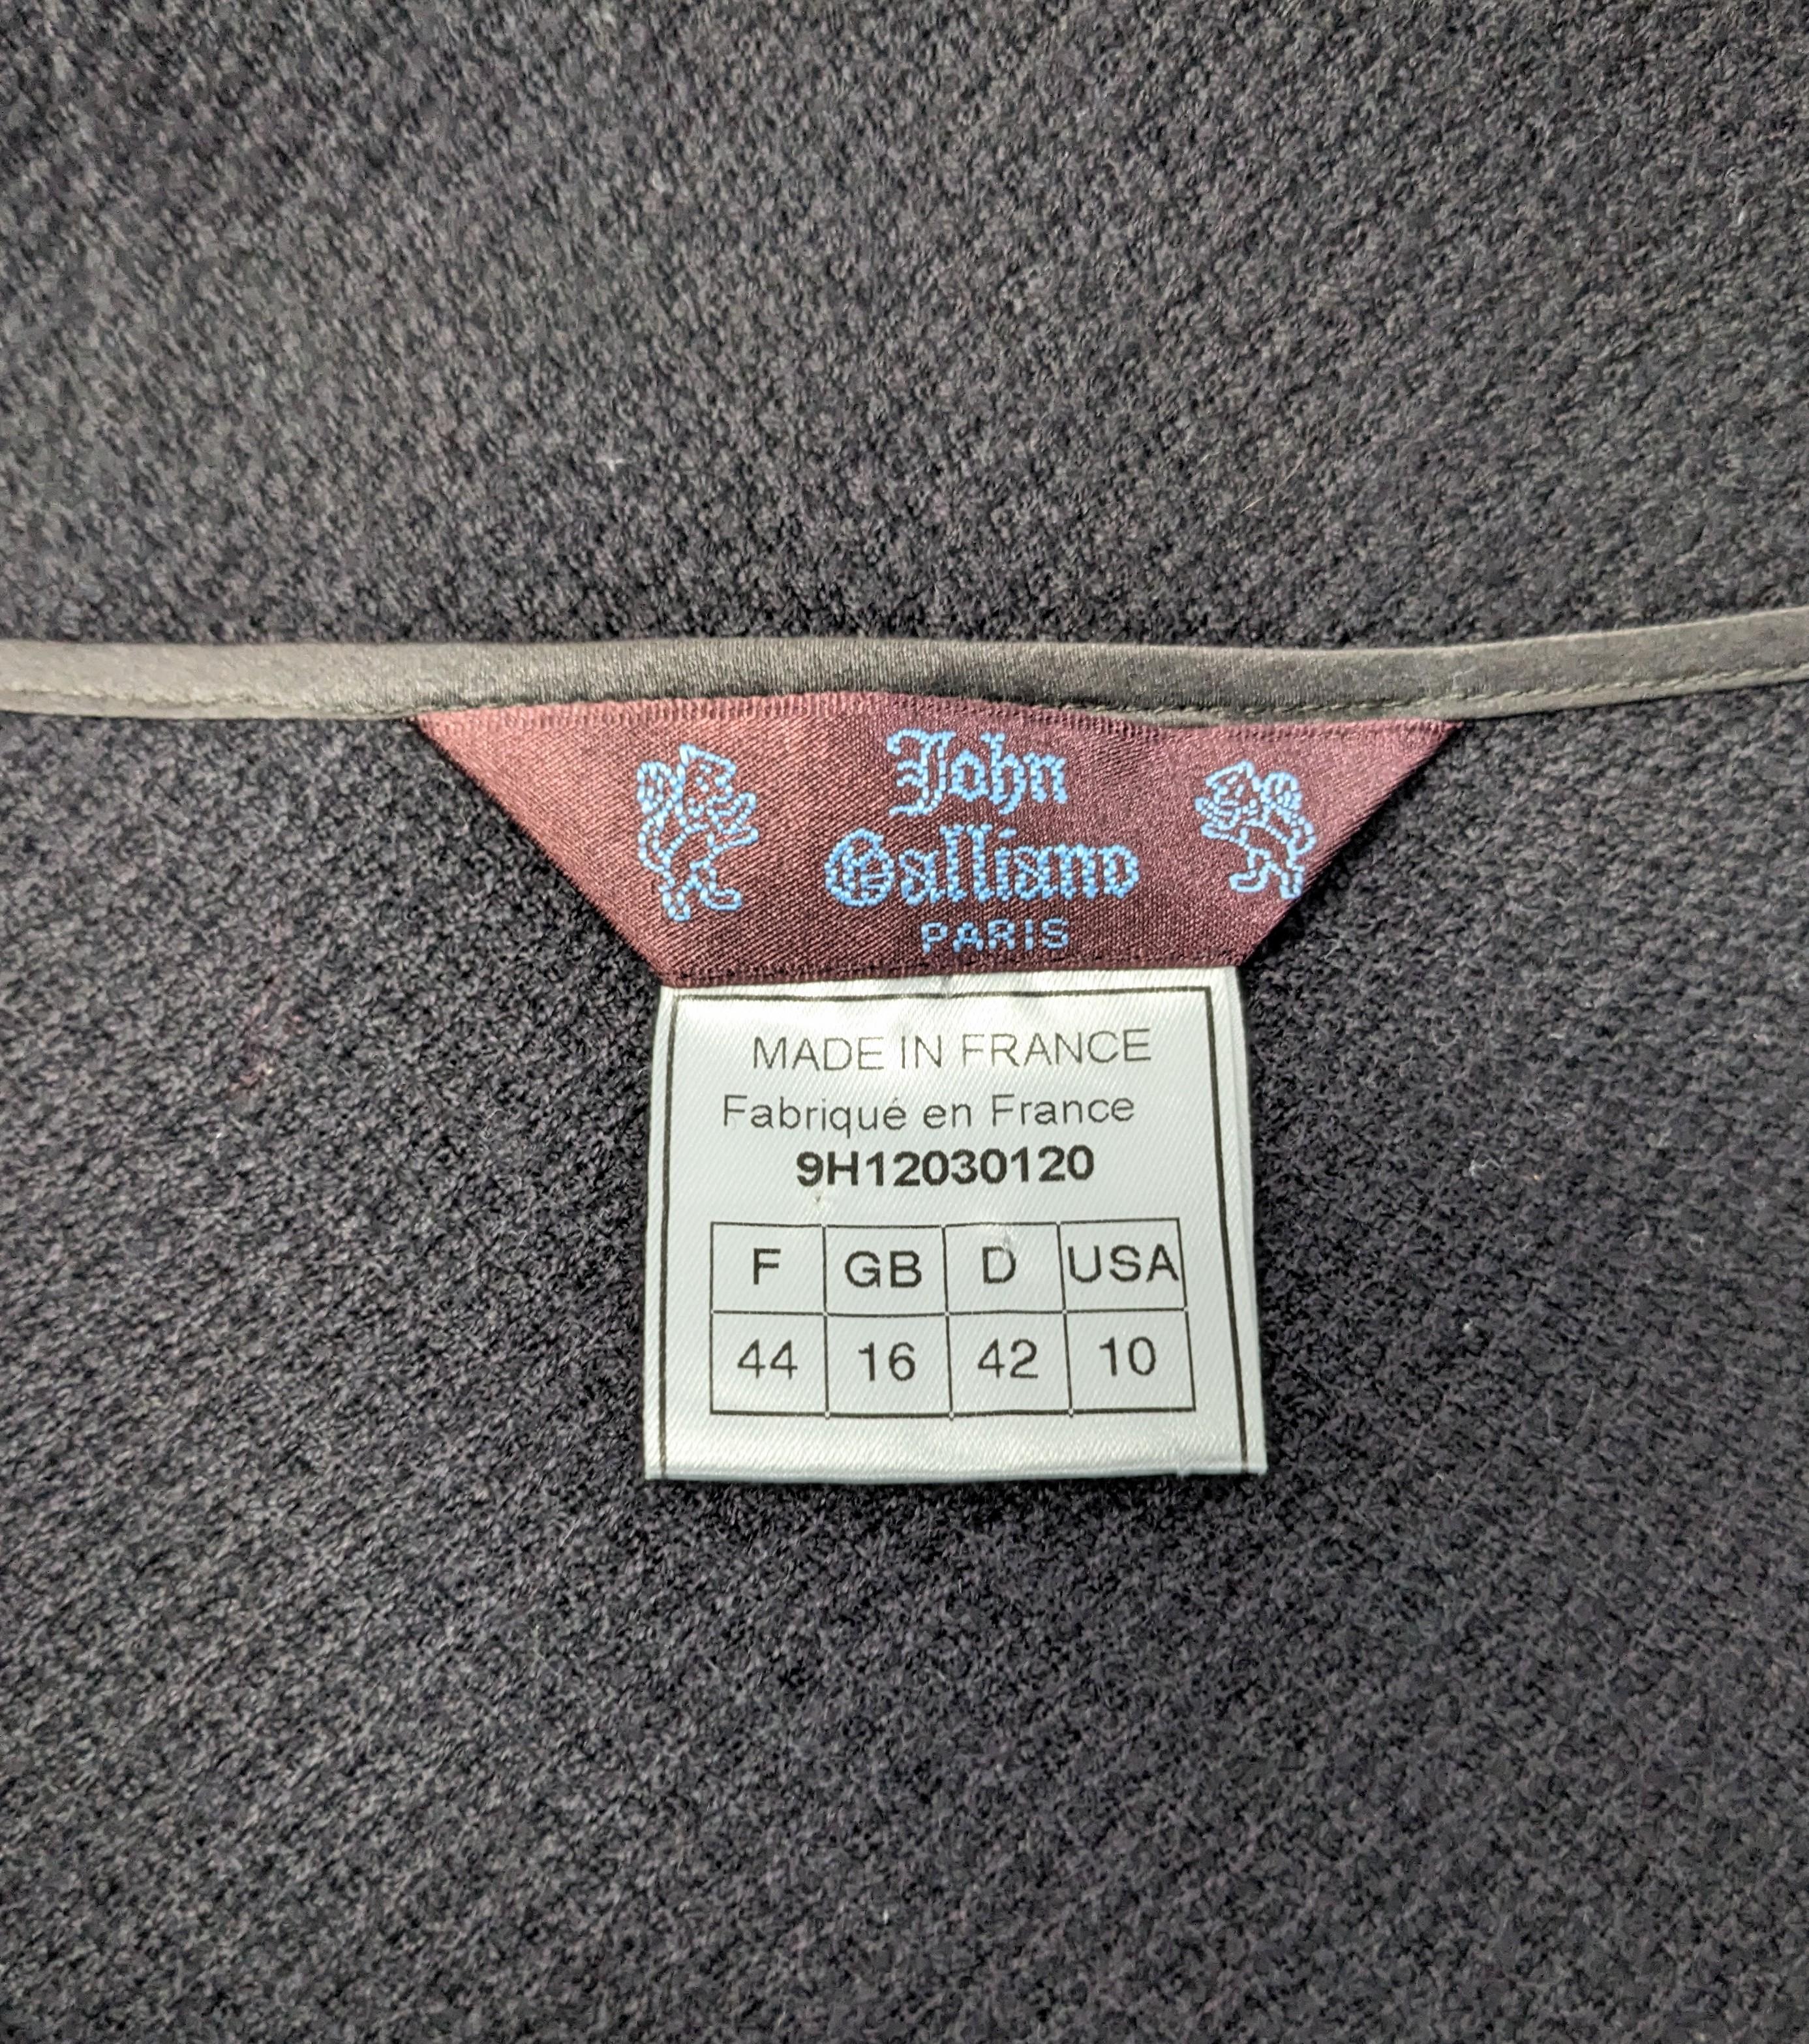 John
Galliano
PARIS
MADE IN FRANCE
Fabriqué en France
9H12030120
F GB D USA
44 16 42 10